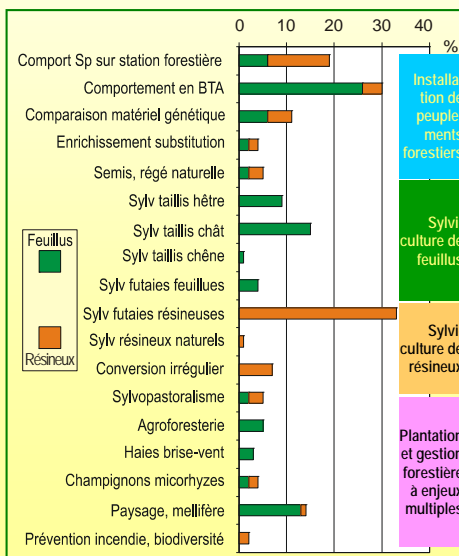 0 10 20 30 40 %
Comport Sp sur station forestière
Comportement en BTA
Comparaison matériel génétique
Enrichissement substitution
Semis, régé naturelle
Sylv taillis hêtre
Sylv taillis chât
Sylv taillis chêne
Sylv futaies feuillues
Sylv futaies résineuses
Sylv résineux naturels
Conversion irrégulier
Sylvopastoralisme
Agroforesterie
Haies brise-vent
Champignons micorhyzes
Paysage, mellifère
Prévention incendie, biodiversité
Feuillus
Résineux
Installa
tion de
peuple
ments
forestiers
Sylvi
culture de
feuillus
Sylvi
culture de
résineux
Plantation
et gestion
forestière
à enjeux
multiples